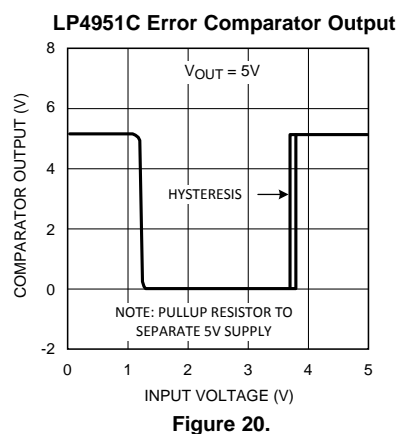 LP4951C Error Comparator Output
8
6
4
2
0
-2
COMPARATOR OUTPUT (V)
VOUT = 5V
HYSTERESIS
NOTE: PULLUP RESISTOR TO
SEPARATE 5V SUPPLY
0 1 2 3 4 5
INPUT VOLTAGE (V)
Figure 20.